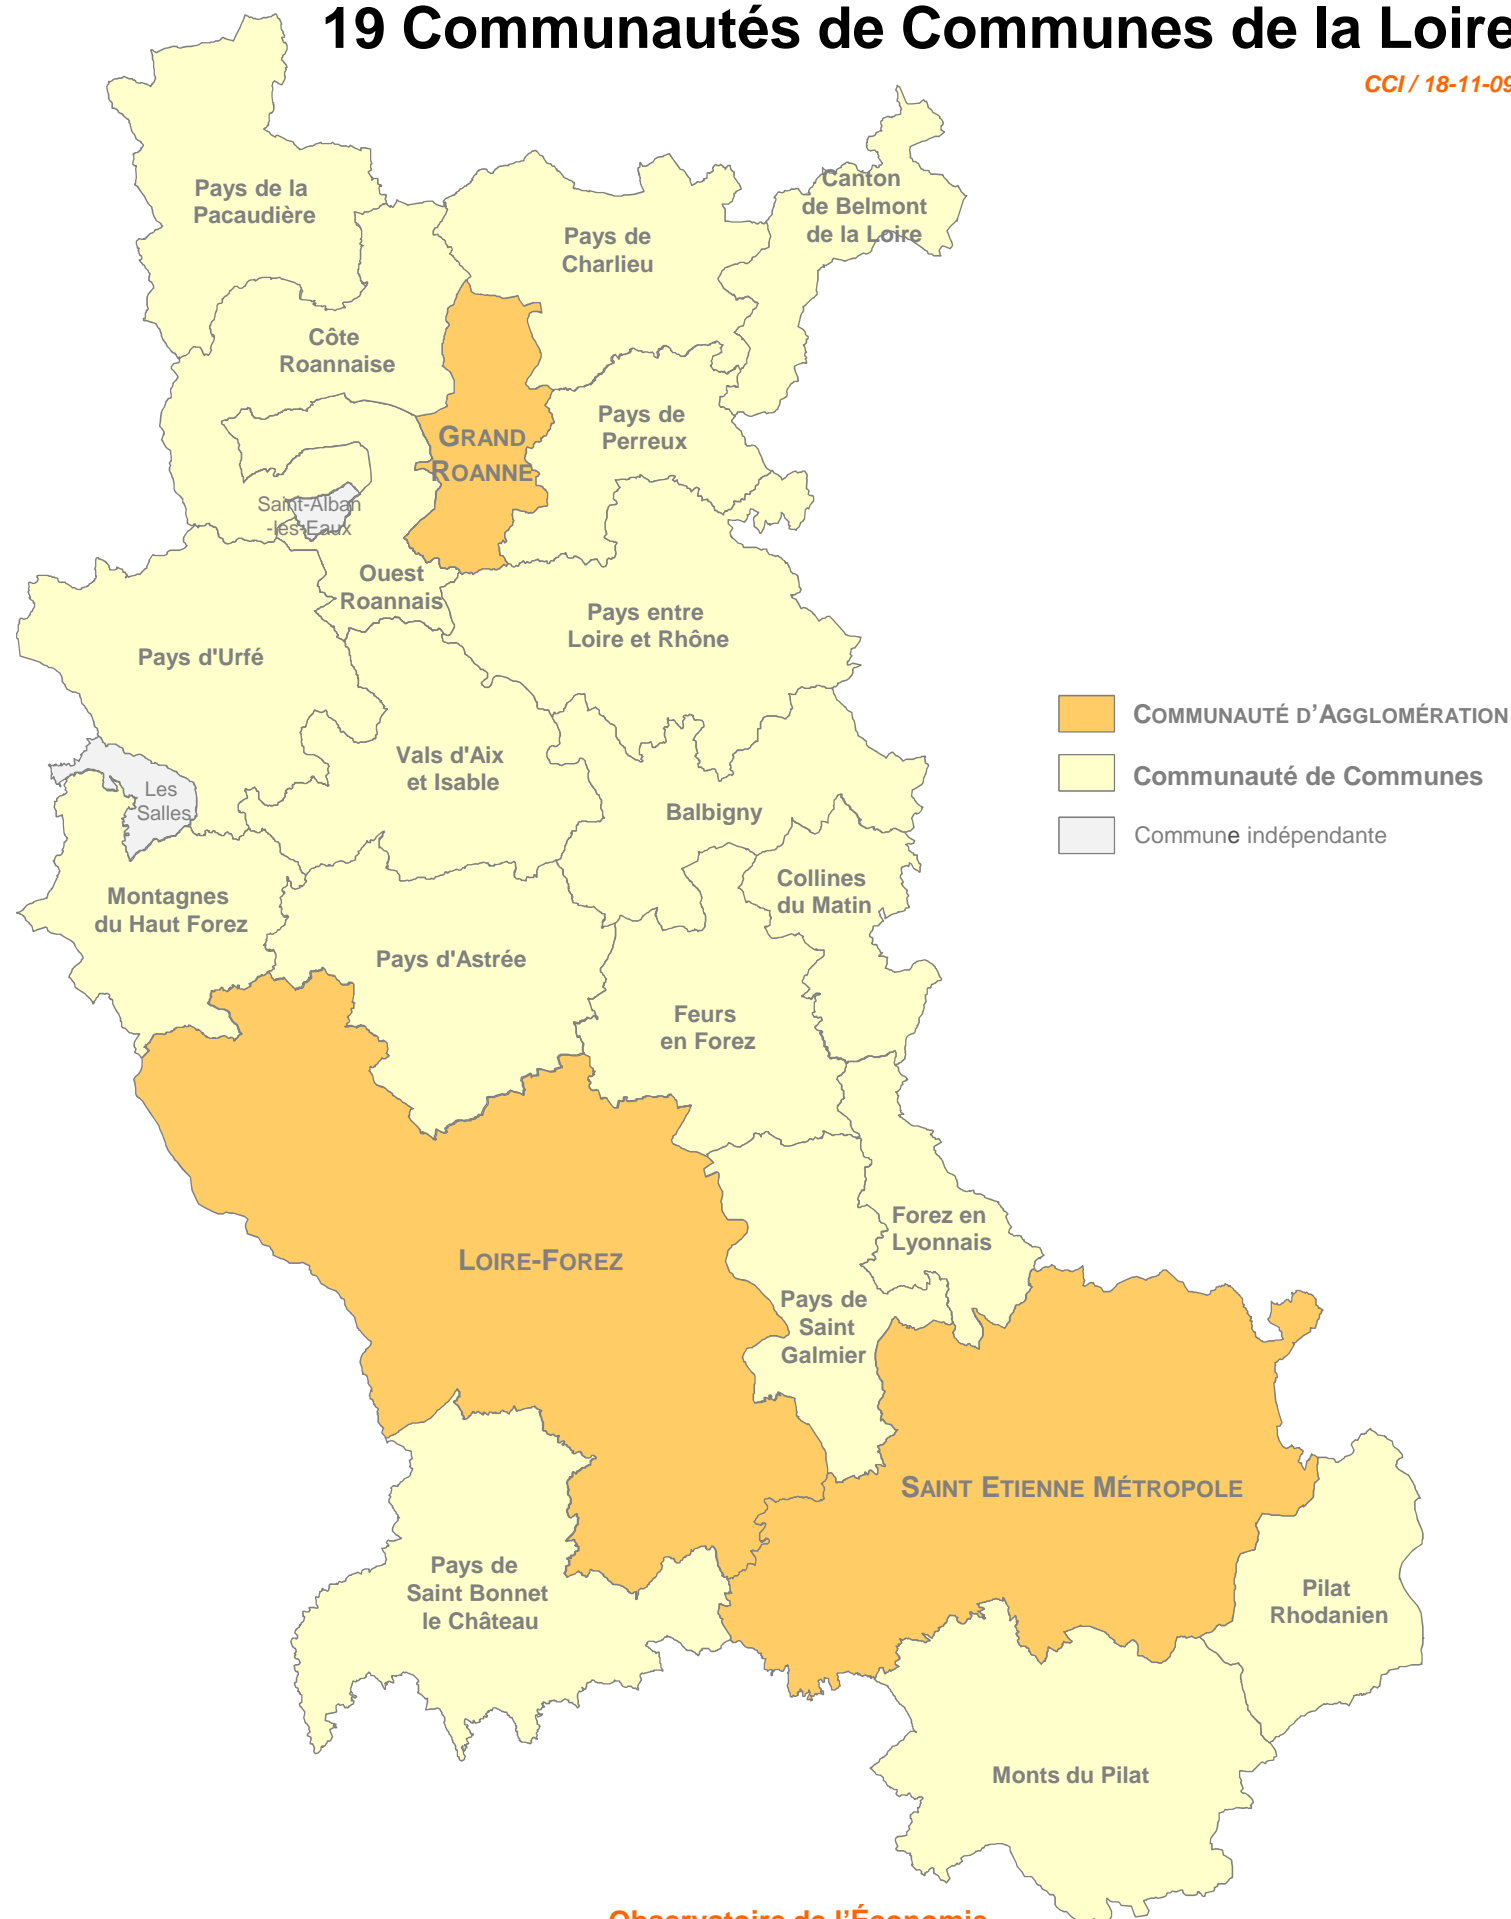 19 Communautés de Communes de la Loire
CCI / 18-11-09
Pays de la
Pacaudière
Canton
de Belmont
de la Loire
Pays de
Charlieu
Côte
Roannaise
GRAND
ROANNE
Pays de
Perreux
Saint-Alban
-les-Eaux
Ouest
Roannais
Pays entre
Loire et Rhône
Pays d'Urfé
COMMUNAUTÉ D’AGGLOMÉRATION
Communauté de Communes
Commune indépendante
Vals d'Aix
et Isable
Les
Salles
Balbigny
Collines
du Matin
Montagnes
du Haut Forez
Pays d'Astrée
Feurs
en Forez
Forez en
Lyonnais
LOIRE-FOREZ
Pays de
Saint
Galmier
SAINT ETIENNE MÉTROPOLE
Pays de
Saint Bonnet
le Château
Pilat
Rhodanien
Monts du Pilat
Observatoire de l’Économie